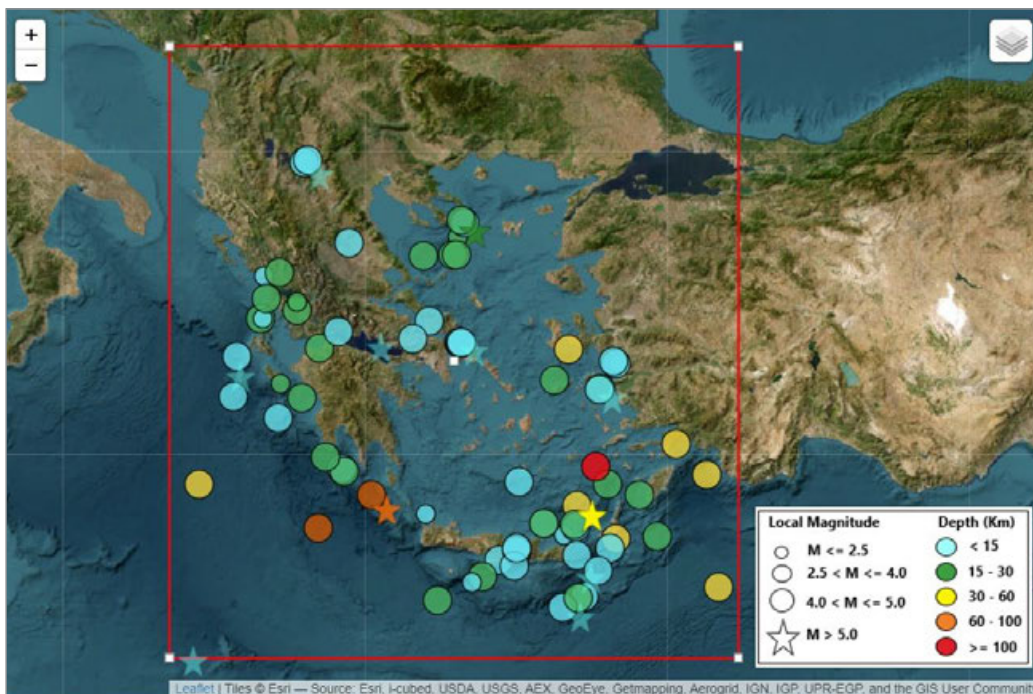 +
−
Local Magnitude
M <= 2.5
2.5 < M <= 4.0
4.0 < M <= 5.0
M > 5.0
Depth (Km)
< 15
15 - 30
30 - 60
60 - 100
>= 100
Leaflet | Tiles © Esri — Source: Esri, i-cubed, USDA, USGS, AEX, GeoEye, Getmapping, Aerogrid, IGN, IGP, UPR-EGP, and the GIS User Commun